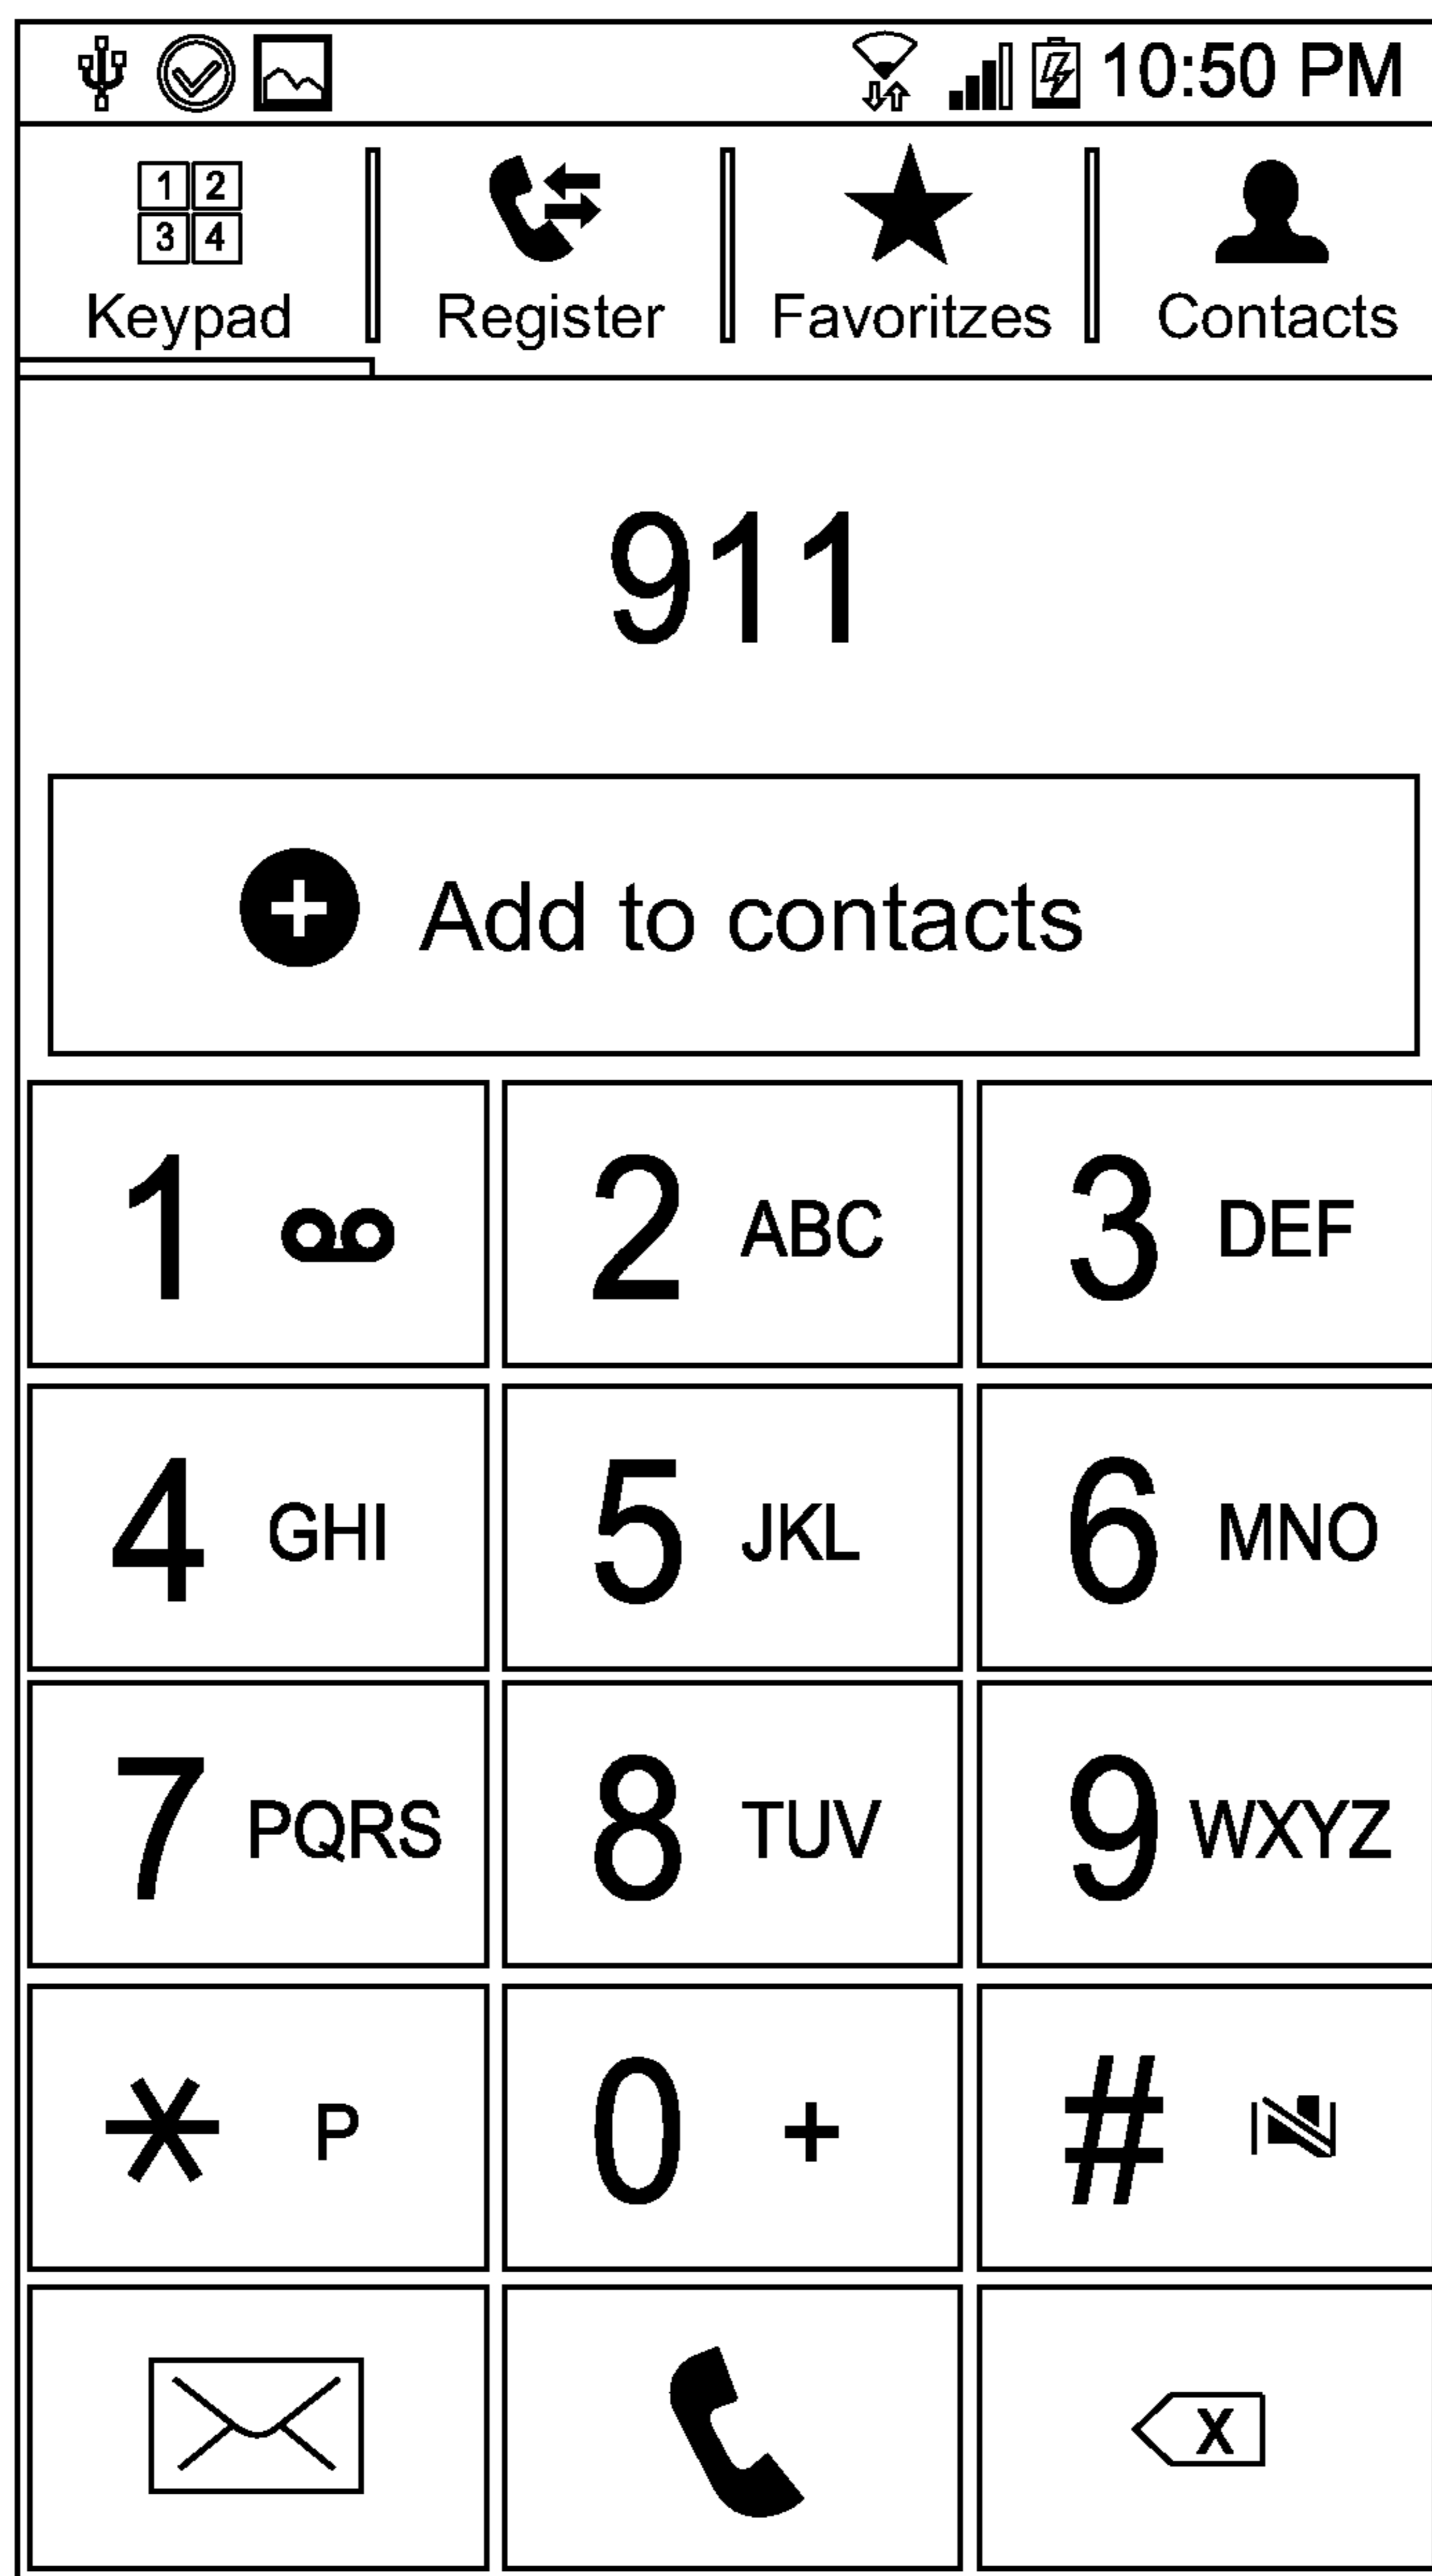 10:50 PM
1 2
3 4
Keypad Register Favoritzes Contacts
911
+ Add to contacts
1 2 ABC 3 DEF
4 GHI 5 JKL 6 MNO
7 PQRS 8 TUV 9 WXYZ
* P 0 + #
X